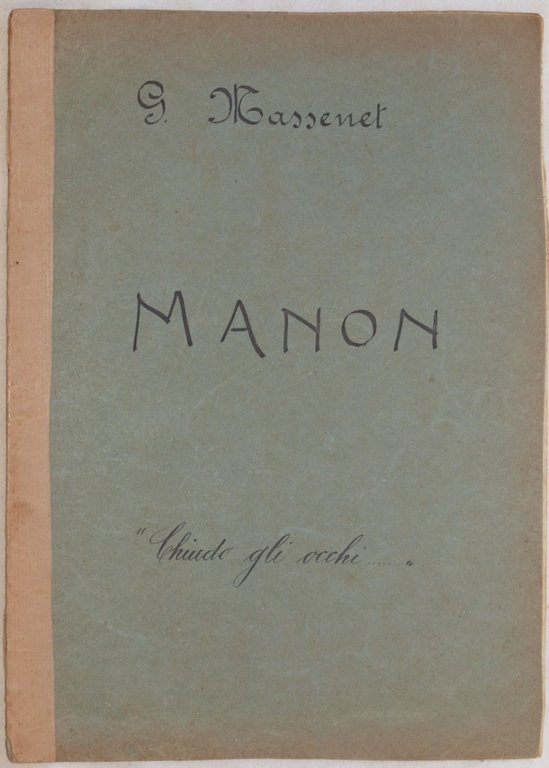 G. Massenet
MANON
"Chiudo gli occhi ..... „